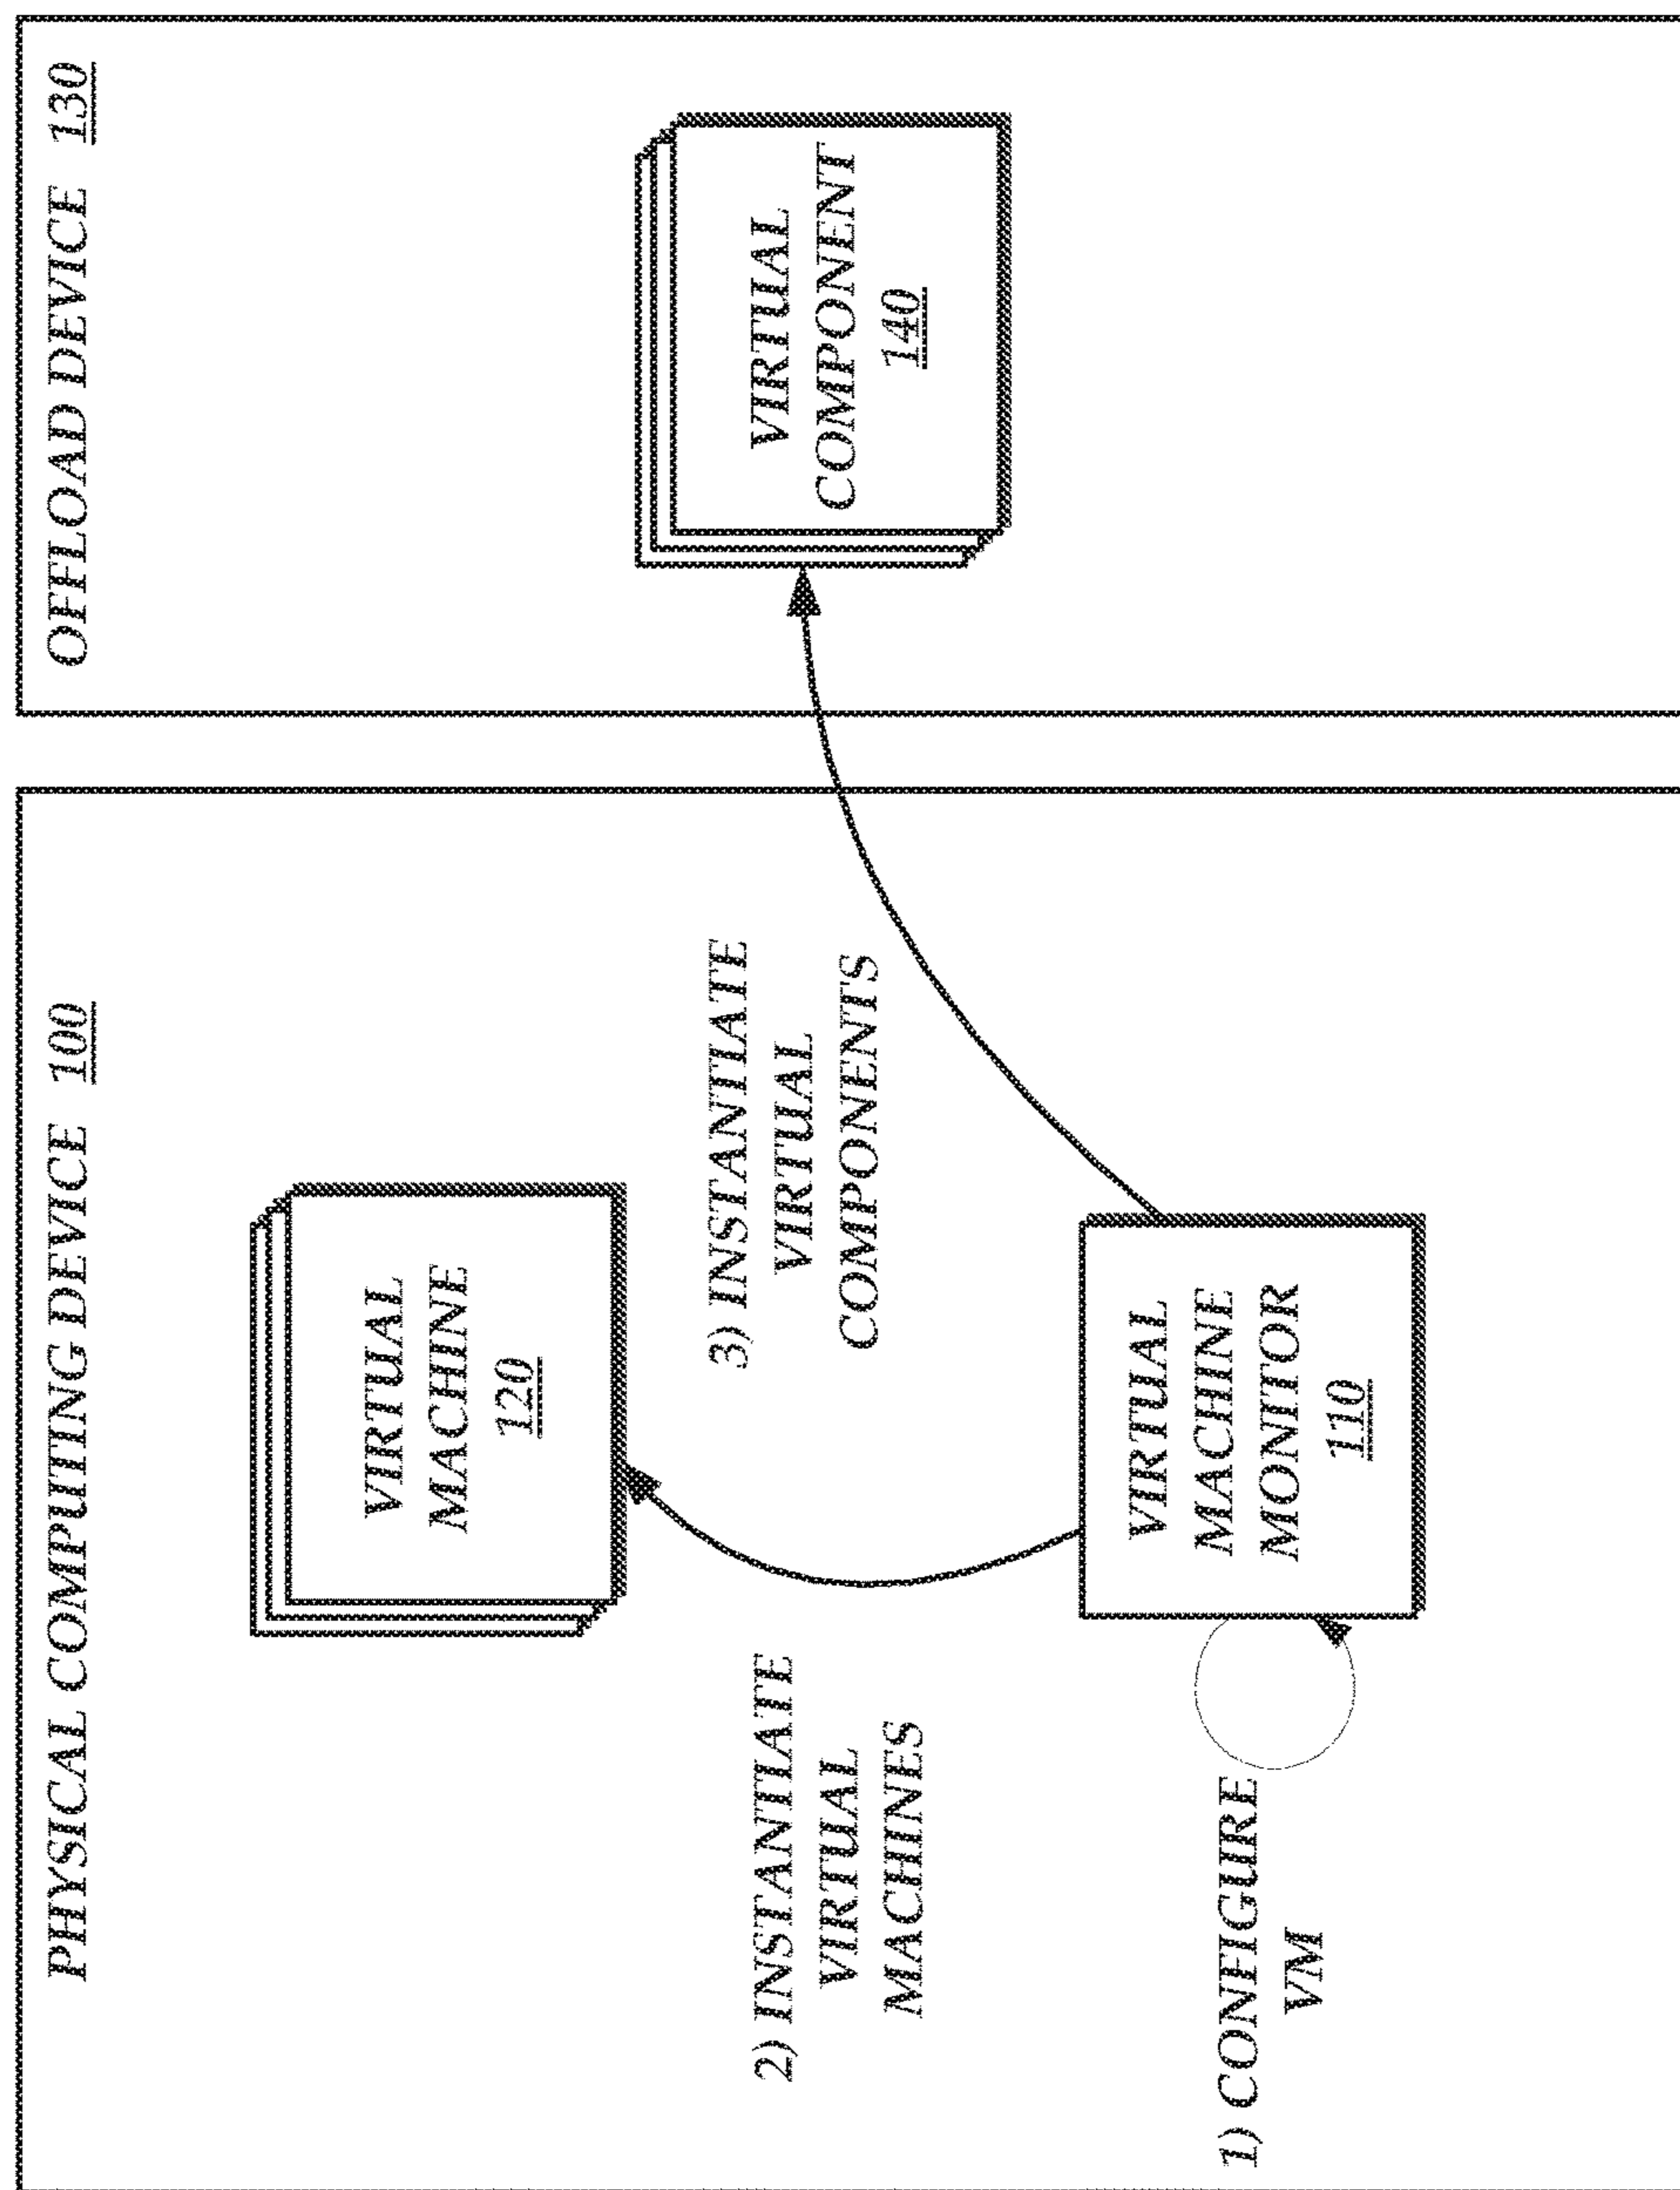 PHYSICAL COMPUTING DEVICE 100
OFFLOAD DEVICE 130
VIRTUAL
MACHINE
120
VIRTUAL
COMPONENT
140
2) INSTANTIATE
VIRTUAL
MACHINES
3) INSTANTIATE
VIRTUAL
COMPONENTS
1) CONFIGURE
VM
VIRTUAL
MACHINE
MONITOR
110